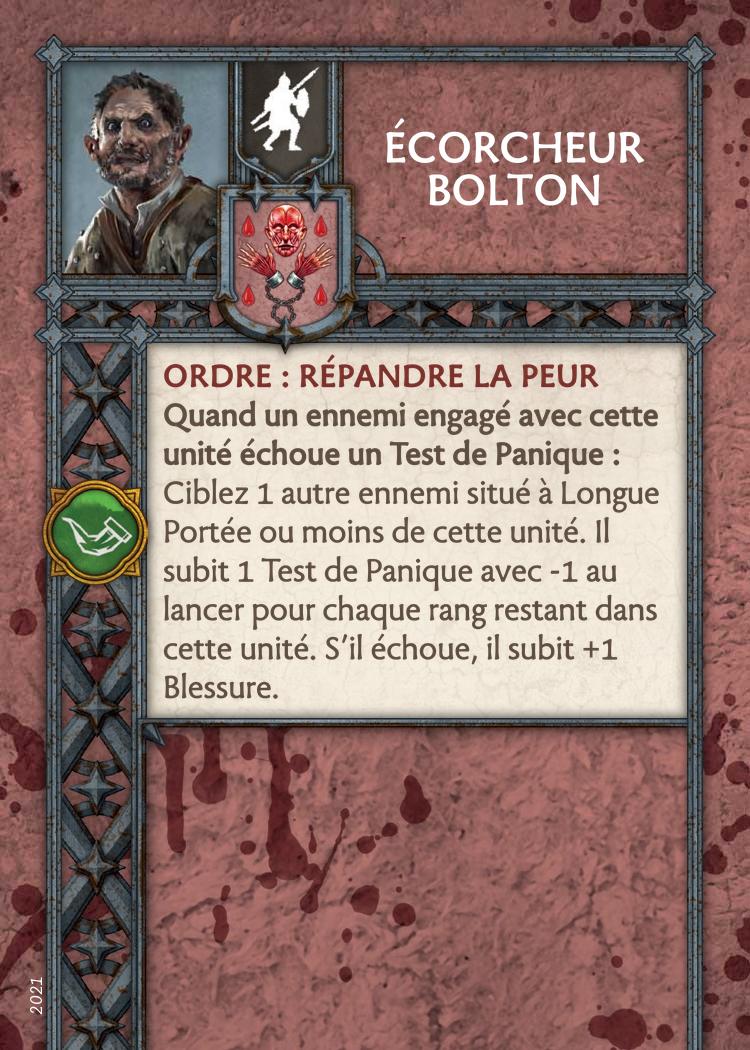 ÉCORCHEUR
BOLTON
ORDRE : RÉPANDRE LA PEUR
Quand un ennemi engagé avec cette
unité échoue un Test de Panique :
Ciblez 1 autre ennemi situé à Longue
Portée ou moins de cette unité. Il
subit 1 Test de Panique avec -1 au
lancer pour chaque rang restant dans
cette unité. S’il échoue, il subit +1
Blessure.
2021